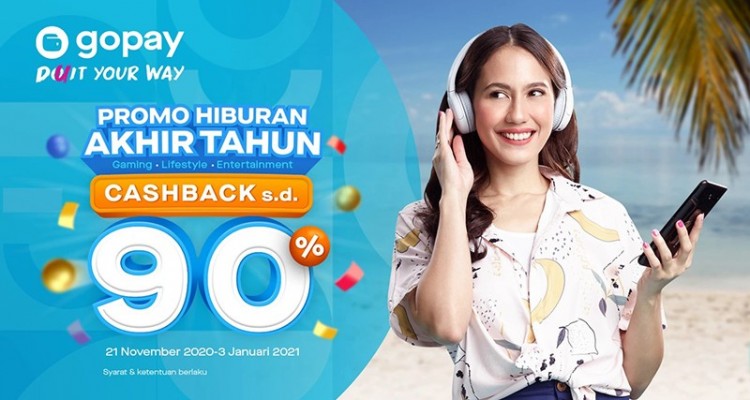 gopay
DOIT YOUR WAY
PROMO HIBURAN
AKHIR TAHUN
Gaming • Lifestyle • Entertainment
CASHBACK s.d.
90%
21 November 2020-3 Januari 2021
Syarat & ketentuan berlaku